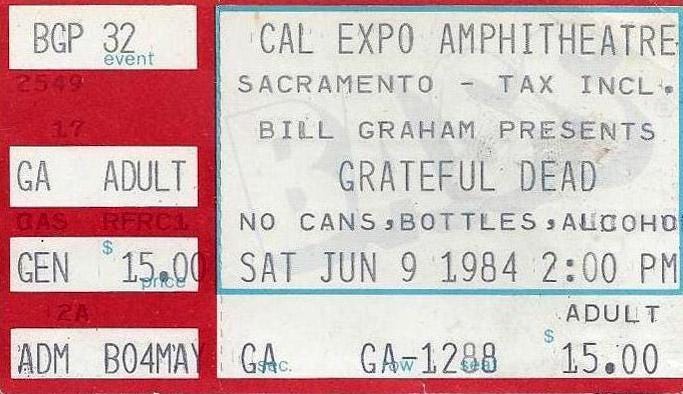 BGP 32
event
2549
17
GA ADULT
CAS RFRC1
GEN $ 15.00
price
2A
ADM B04MAY
CAL EXPO AMPHITHEATRE
SACRAMENTO - TAX INCL.
BILL GRAHAM PRESENTS
GRATEFUL DEAD
NO CANS,BOTTLES,ALCOHO
SAT JUN 9 1984 2:00 PM
ADULT
GA GA-1288 $ 15.00
sec. row seat